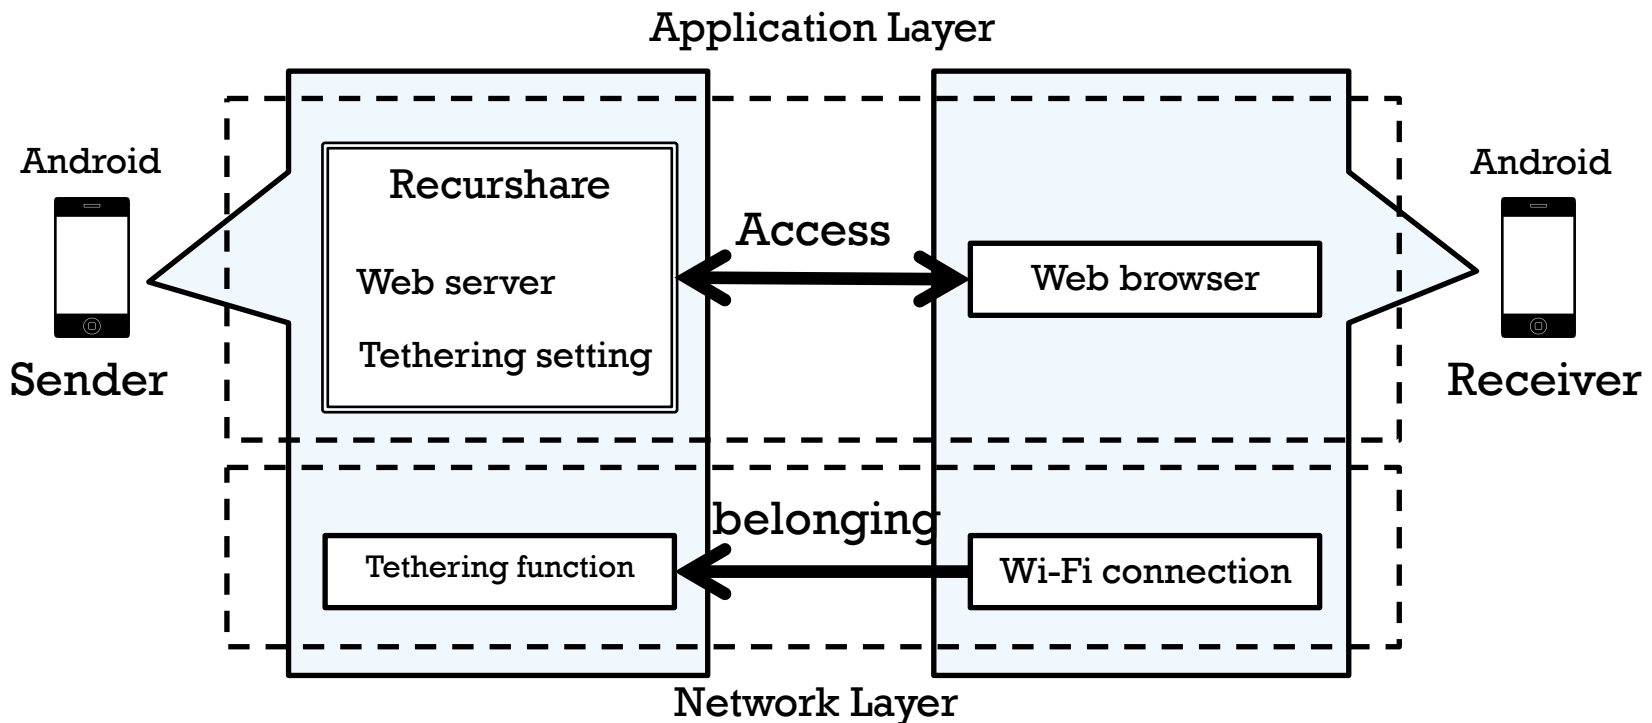 Application Layer
Android
Sender
Recurshare
Web server
Tethering setting
Access
Web browser
Android
Receiver
Tethering function
belonging
Wi-Fi connection
Network Layer